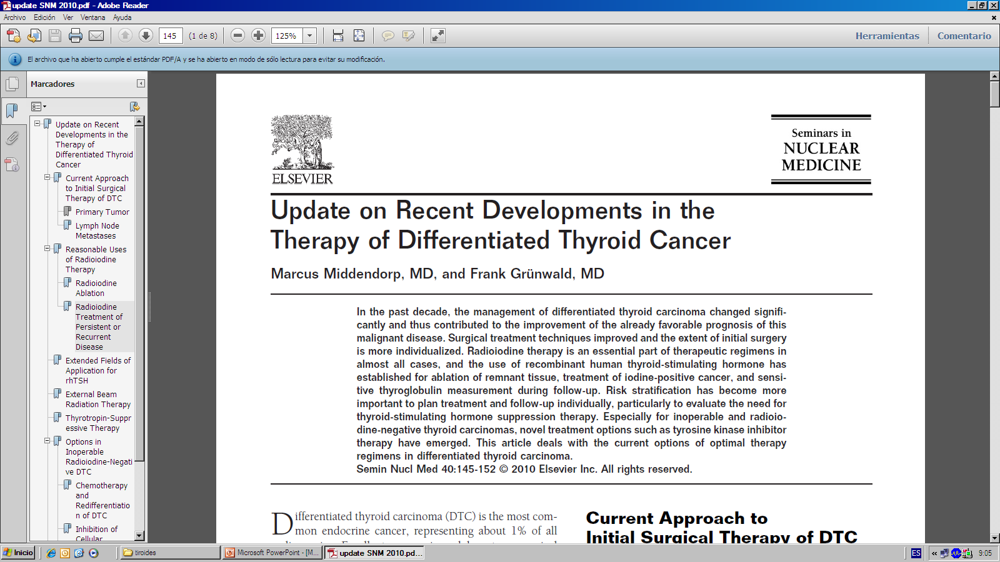 update SNM 2010.pdf - Adobe Reader
Archivo Edición Ver Ventana Ayuda
145 (1 de 8) 125% Herramientas Comentario
El archivo que ha abierto cumple el estándar PDF/A y se ha abierto en modo de sólo lectura para evitar su modificación.
Marcadores
Update on Recent
Developments in the
Therapy of
Differentiated Thyroid
Cancer
Current Approach
to Initial Surgical
Therapy of DTC
Primary Tumor
Lymph Node
Metastases
Reasonable Uses
of Radioiodine
Therapy
Radioiodine
Ablation
Radioiodine
Treatment of
Persistent or
Recurrent
Disease
Extended Fields of
Application for
rhTSH
External Beam
Radiation Therapy
Thyrotropin-Suppr
essive Therapy
Options in
Inoperable
Radioiodine-Negati
ve DTC
Chemotherapy
and
Redifferentiatio
n of DTC
Inhibition of
Cellular
ELSEVIER
Seminars in
NUCLEAR
MEDICINE
Update on Recent Developments in the
Therapy of Differentiated Thyroid Cancer
Marcus Middendorp, MD, and Frank Grünwald, MD
In the past decade, the management of differentiated thyroid carcinoma changed signifi-
cantly and thus contributed to the improvement of the already favorable prognosis of this
malignant disease. Surgical treatment techniques improved and the extent of initial surgery
is more individualized. Radioiodine therapy is an essential part of therapeutic regimens in
almost all cases, and the use of recombinant human thyroid-stimulating hormone has
established for ablation of remnant tissue, treatment of iodine-positive cancer, and sensi-
tive thyroglobulin measurement during follow-up. Risk stratification has become more
important to plan treatment and follow-up individually, particularly to evaluate the need for
thyroid-stimulating hormone suppression therapy. Especially for inoperable and radioio-
dine-negative thyroid carcinomas, novel treatment options such as tyrosine kinase inhibitor
therapy have emerged. This article deals with the current options of optimal therapy
regimens in differentiated thyroid carcinoma.
Semin Nucl Med 40:145-152 © 2010 Elsevier Inc. All rights reserved.
Differentiated thyroid carcinoma (DTC) is the most com-
mon endocrine cancer, representing about 1% of all
Current Approach to
Initial Surgical Therapy of DTC
Inicio tiroides Microsoft PowerPoint - [M... update SNM 2010.pd... ES « 9:05